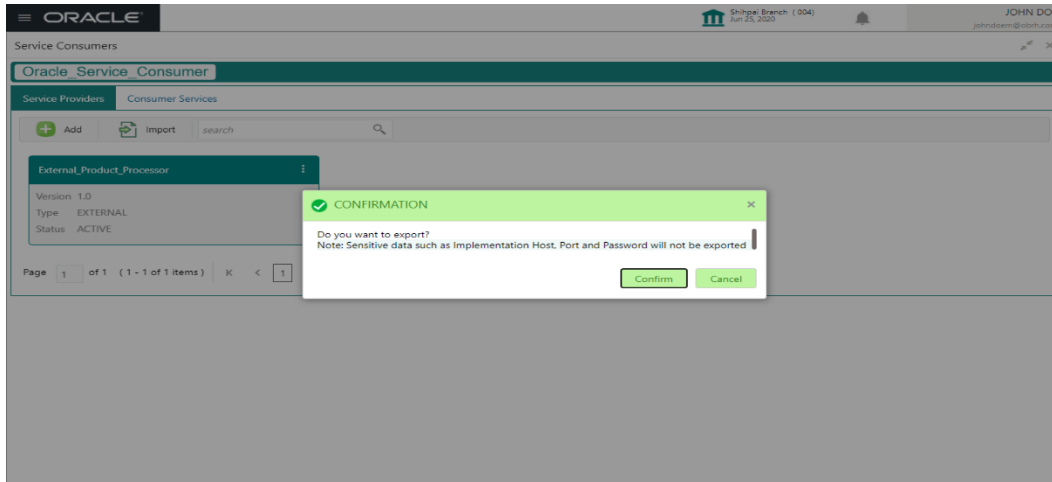 ORACLE
Shihpai Branch ( 004)
Jun 25, 2020
JOHN DO
johndoem@obrh.co
Service Consumers
Oracle_Service_Consumer
Service Providers Consumer Services
Add Import search
External_Product_Processor
Version 1.0
Type EXTERNAL
Status ACTIVE
CONFIRMATION
Do you want to export?
Note: Sensitive data such as Implementation Host, Port and Password will not be exported
Confirm Cancel
Page 1 of 1 ( 1 - 1 of 1 items ) K < 1